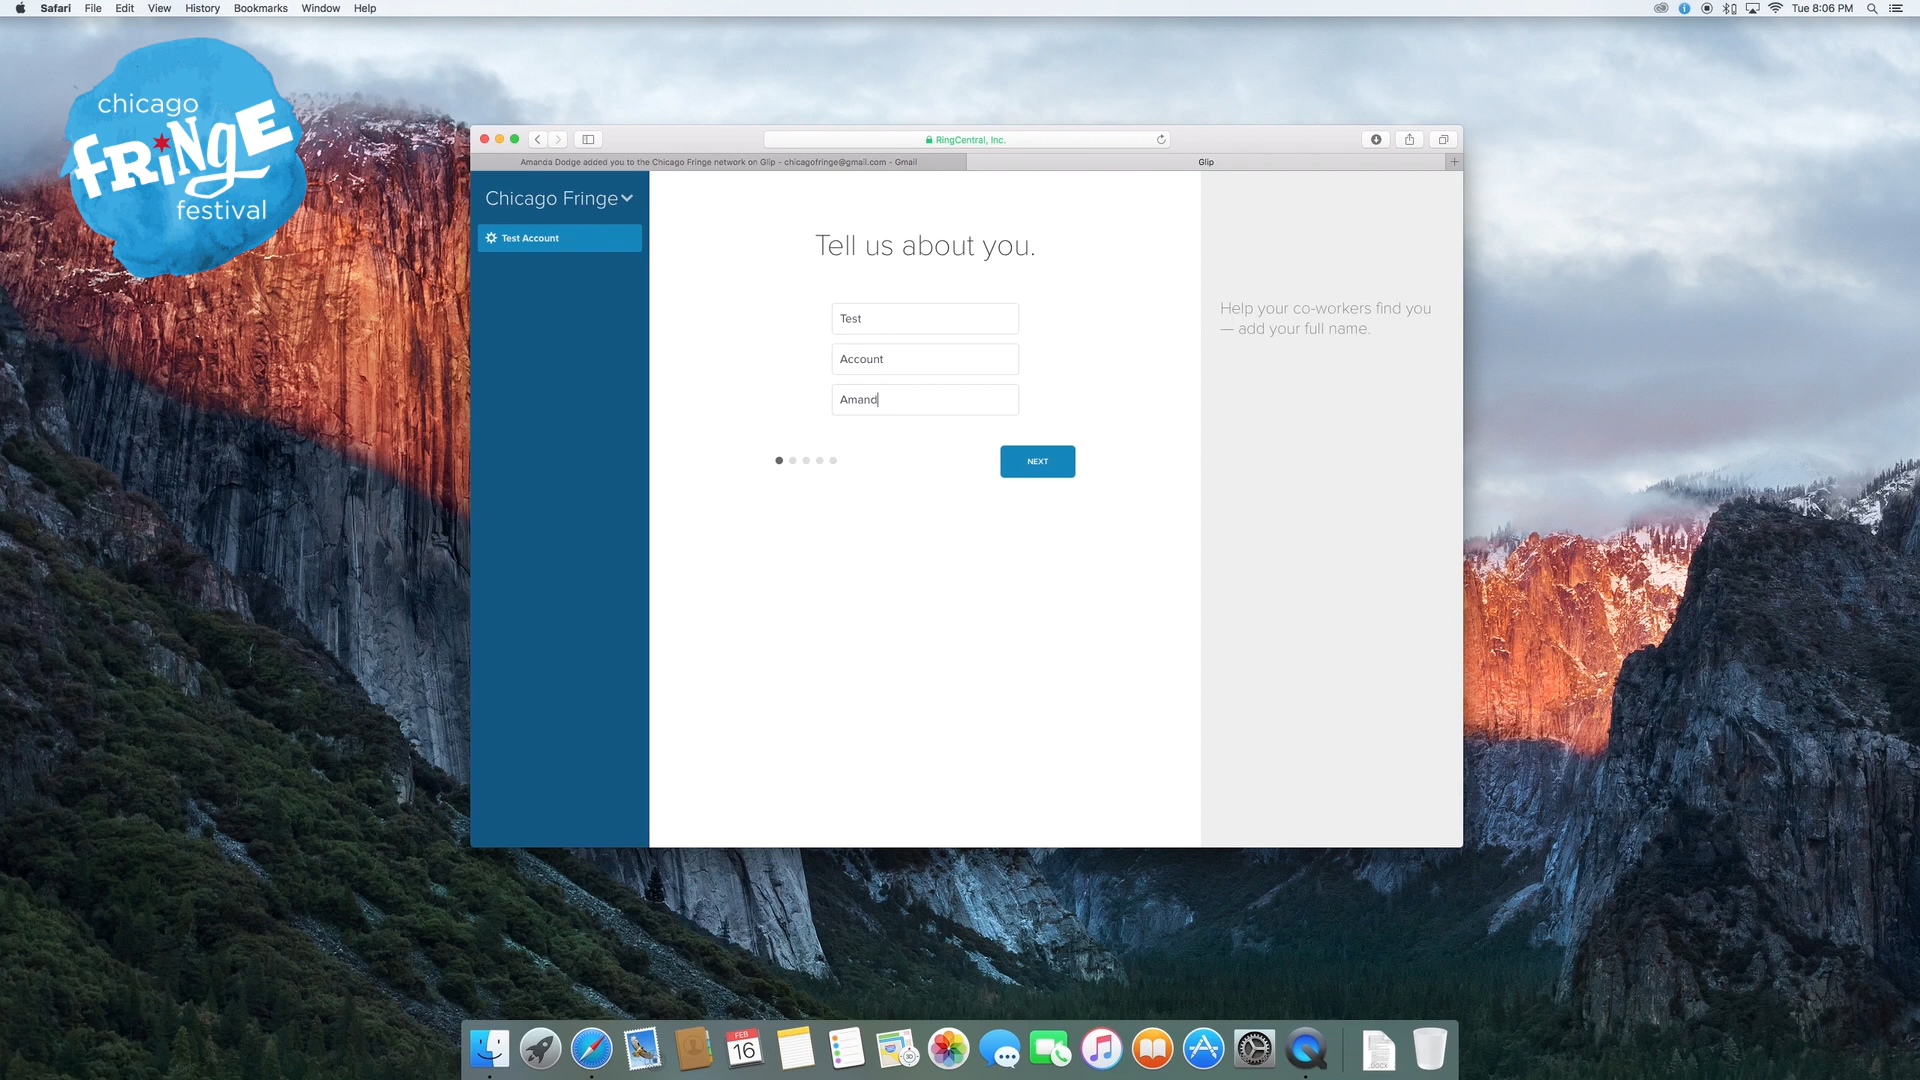 Safari File Edit View History Bookmarks Window Help
Tue 8:06 PM
chicago
fRiNgE
festival
RingCentral, Inc.
Amanda Dodge added you to the Chicago Fringe network on Glip - chicagofringe@gmail.com - Gmail
Glip
Chicago Fringe
Test Account
Tell us about you.
Test
Account
Amand
NEXT
Help your co-workers find you
— add your full name.
FEB
16
3D
.DOCX